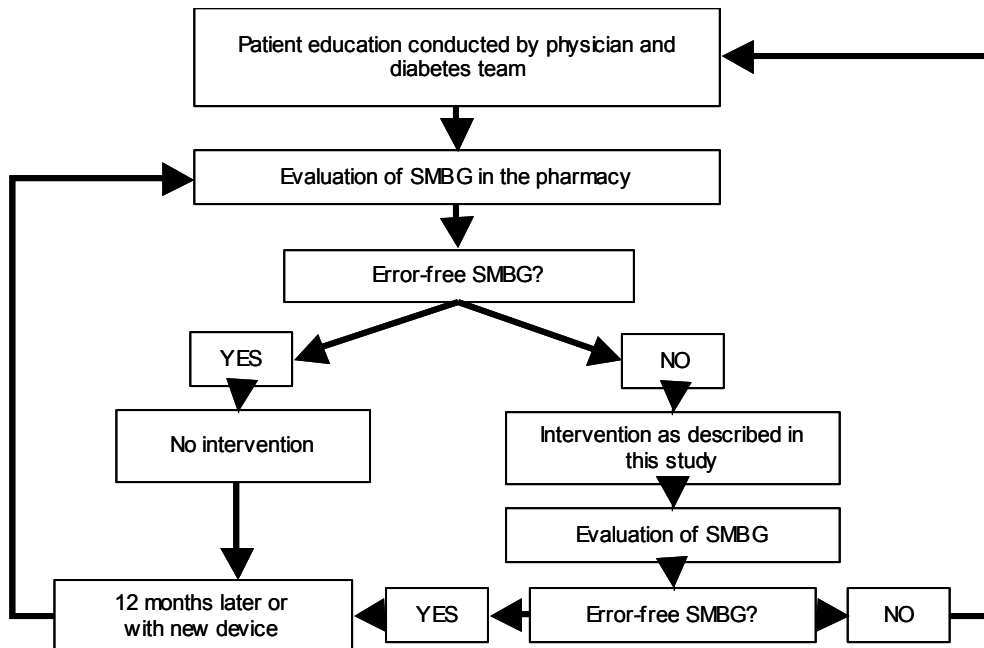 Patient education conducted by physician and
diabetes team
Evaluation of SMBG in the pharmacy
Error-free SMBG?
YES
NO
No intervention
Intervention as described in
this study
Evaluation of SMBG
12 months later or
with new device
YES
Error-free SMBG?
NO